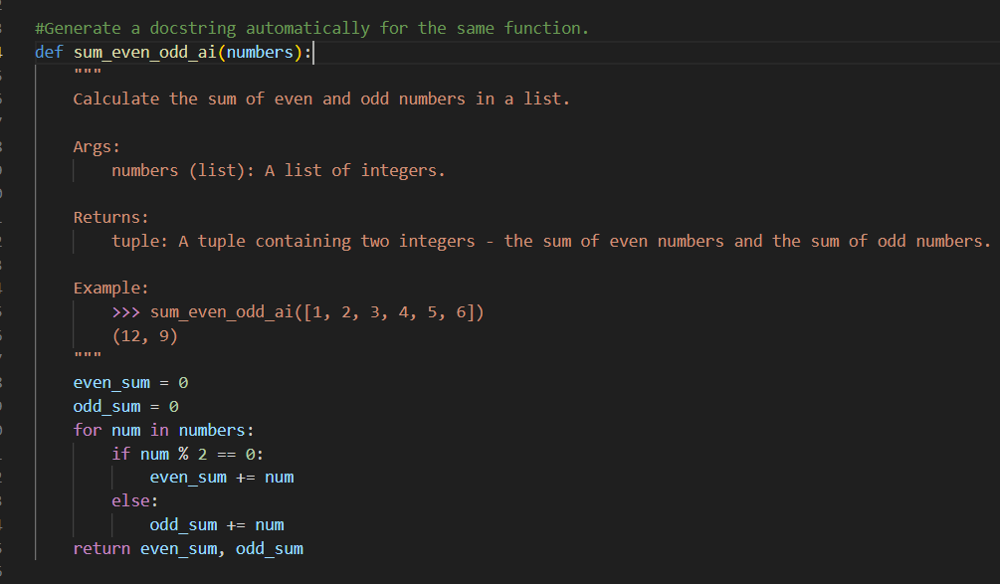 #Generate a docstring automatically for the same function.
def sum_even_odd_ai(numbers):
    """
    Calculate the sum of even and odd numbers in a list.

    Args:
        numbers (list): A list of integers.

    Returns:
        tuple: A tuple containing two integers - the sum of even numbers and the sum of odd numbers.

    Example:
        >>> sum_even_odd_ai([1, 2, 3, 4, 5, 6])
        (12, 9)
    """
    even_sum = 0
    odd_sum = 0
    for num in numbers:
        if num % 2 == 0:
            even_sum += num
        else:
            odd_sum += num
    return even_sum, odd_sum